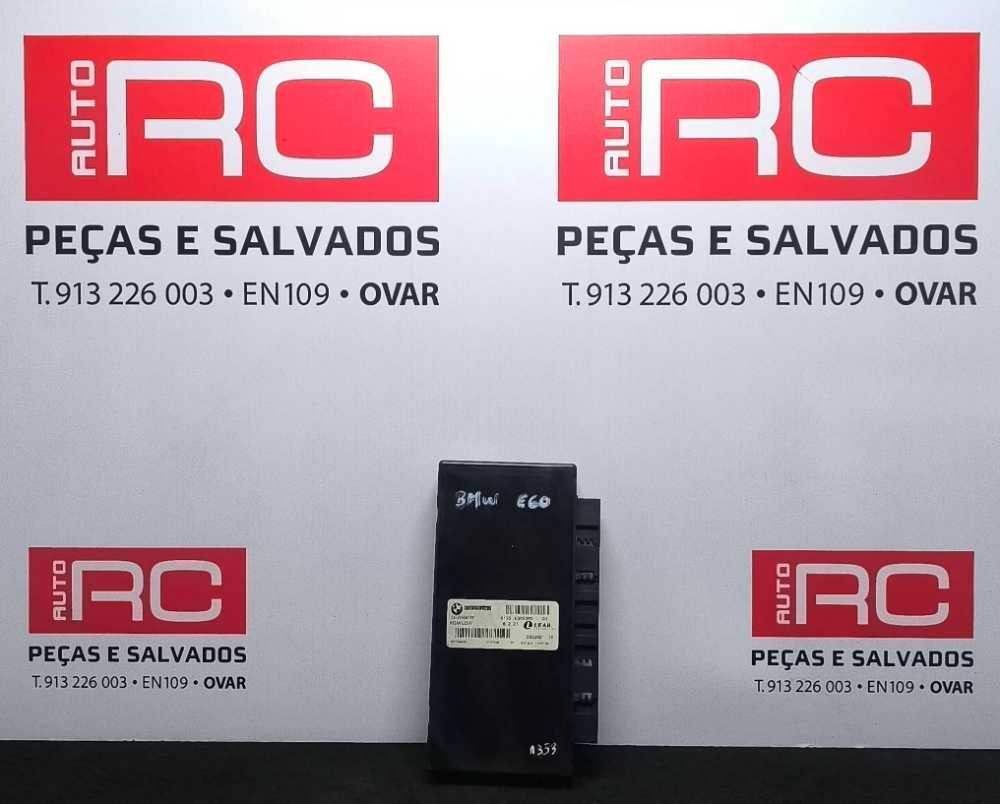 AUTO RC
PEÇAS E SALVADOS
T. 913 226 003 • EN109 • OVAR
AUTO RC
PEÇAS E SALVADOS
T. 913 226 003 • EN109 • OVAR
BMW E60
LEAR
A353
AUTO RC
PEÇAS E SALVADOS
T. 913 226 003 • EN109 • OVAR
AUTO RC
PEÇAS E SALVADOS
T. 913 226 003 • EN109 • OVAR